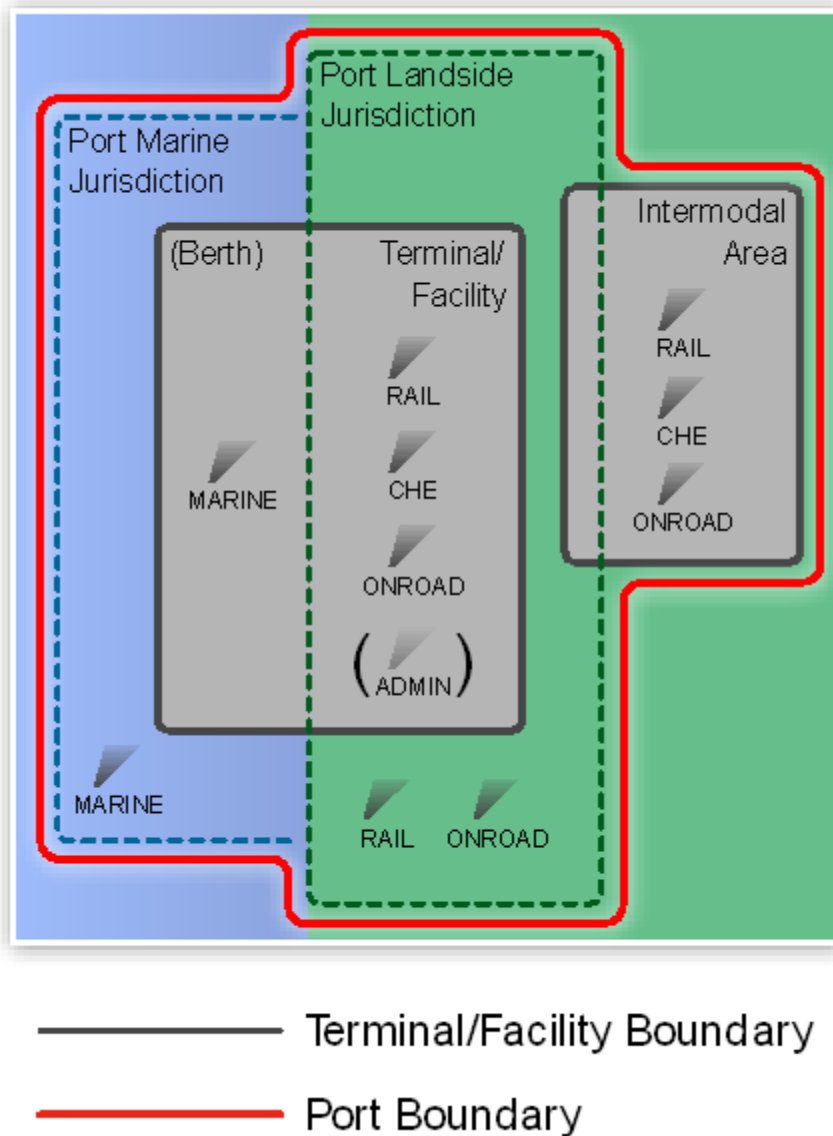 Port Landside
Jurisdiction
Port Marine
Jurisdiction
(Berth)
Terminal/
Facility
Intermodal
Area
RAIL
CHE
ONROAD
RAIL
CHE
ONROAD
(ADMIN)
MARINE
MARINE
RAIL
ONROAD
Terminal/Facility Boundary
Port Boundary